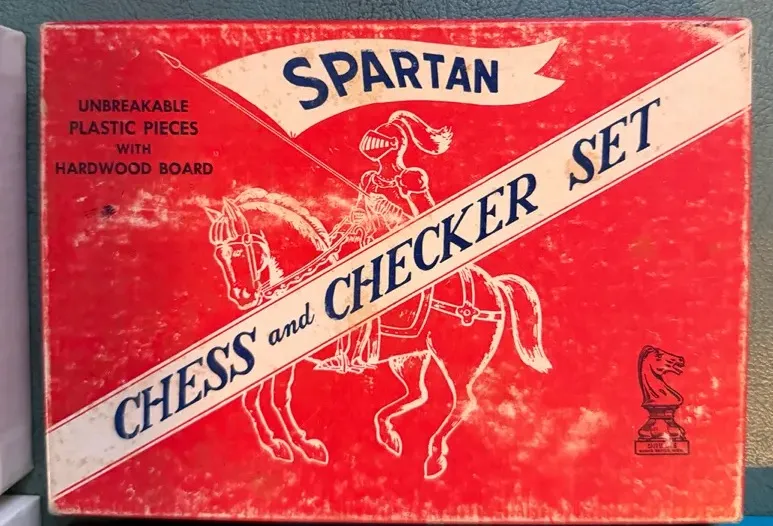 SPARTAN
UNBREAKABLE
PLASTIC PIECES
WITH
HARDWOOD BOARD
CHESS and CHECKER SET